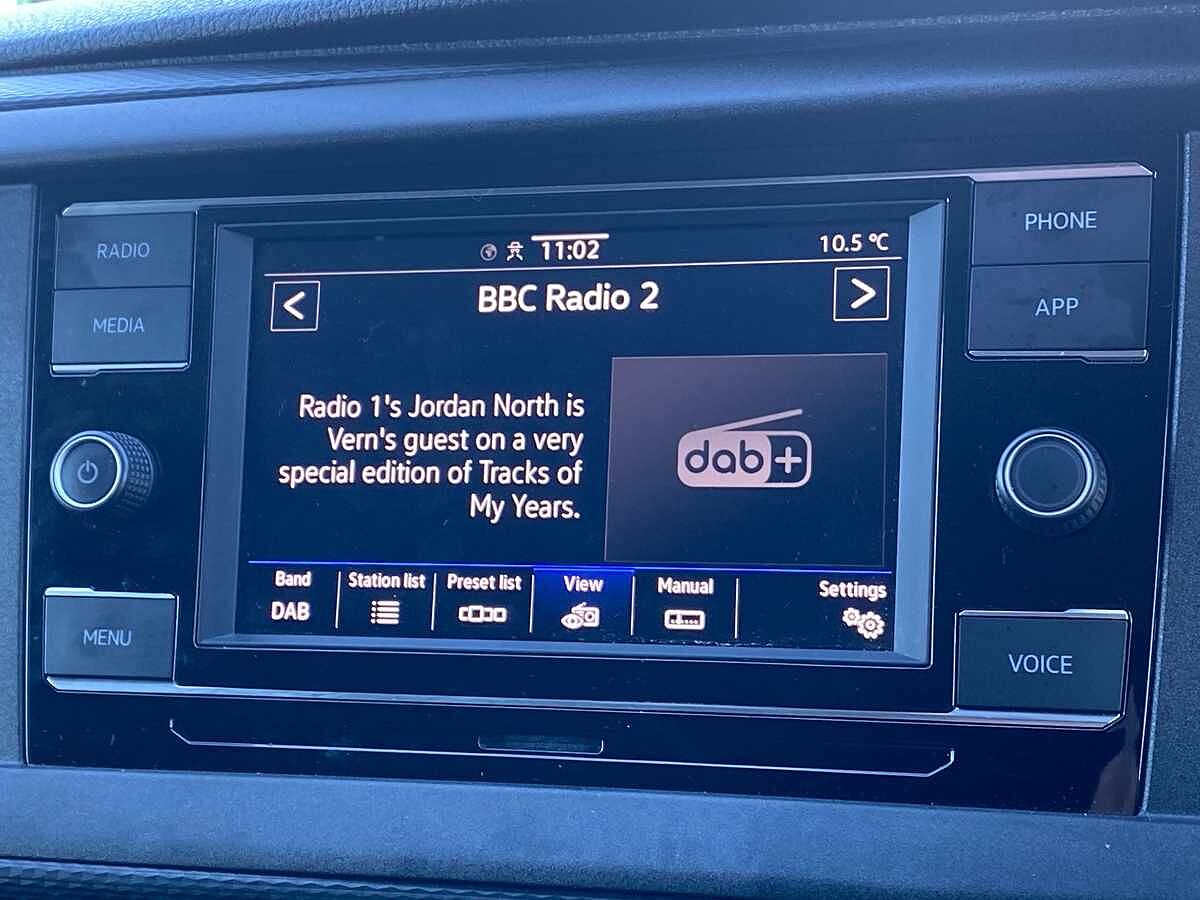 RADIO
MEDIA
MENU
11:02
10.5 °C
<
BBC Radio 2
>
Radio 1's Jordan North is
Vern's guest on a very
special edition of Tracks of
My Years.
dab+
Band
DAB
Station list
Preset list
View
Manual
Settings
PHONE
APP
VOICE